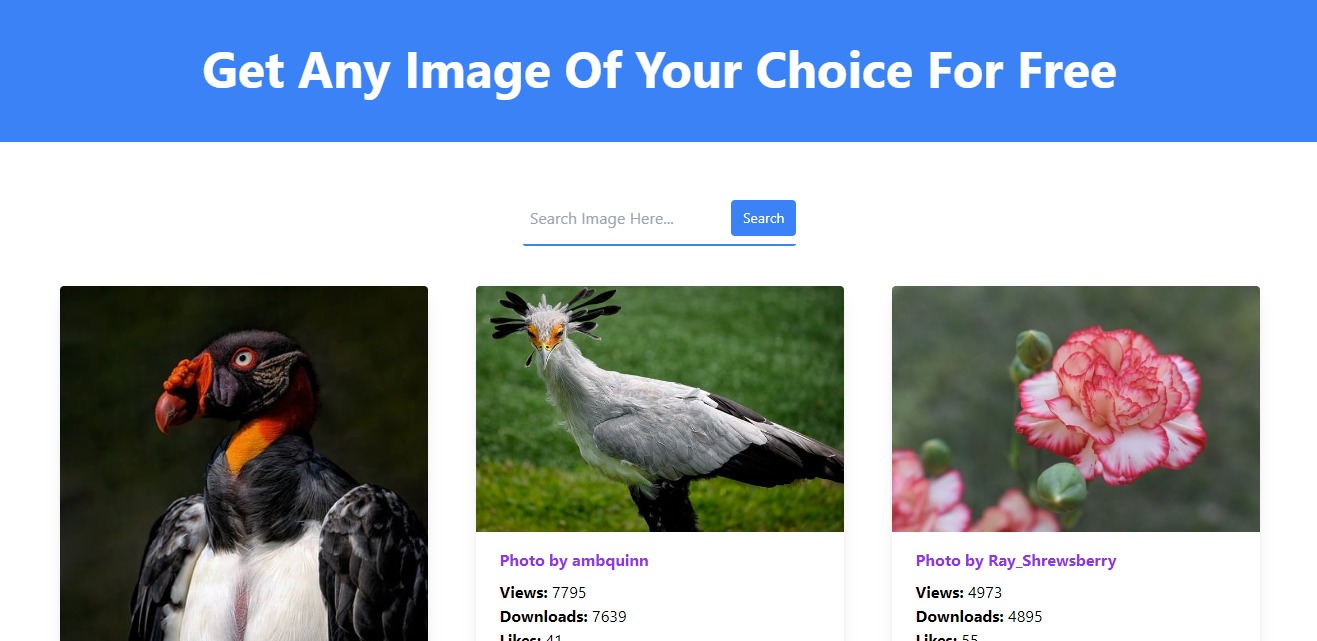 Get Any Image Of Your Choice For Free
Search Image Here...
Search
Photo by ambquinn
Views: 7795
Downloads: 7639
Likes: 41
Photo by Ray_Shrewsberry
Views: 4973
Downloads: 4895
Likes: 55